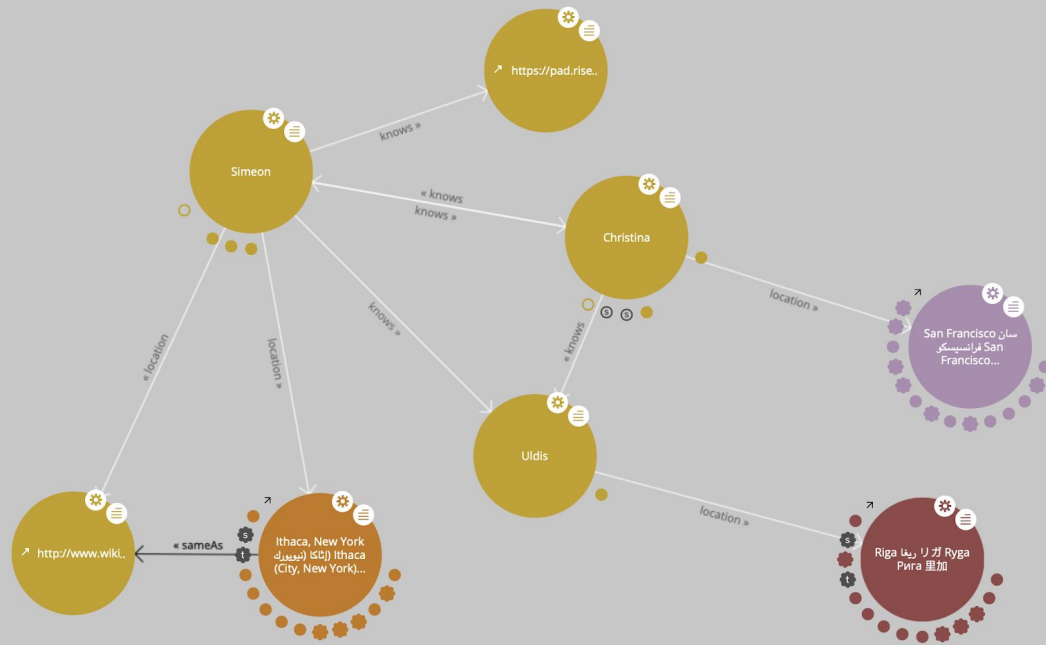 ↗ https://pad.rise..
knows »
Simeon
« knows
knows »
Christina
location »
San Francisco سان
فرانسيسكو San
Francisco...
knows »
« location
location »
« knows
Uldis
location »
↗ http://www.wiki..
« sameAs
s
t
Ithaca, New York
إثاكا (نيويورك) Ithaca
(City, New York)...
s
s
s
t
Riga ريغا リガ Ryga
Рига 里加